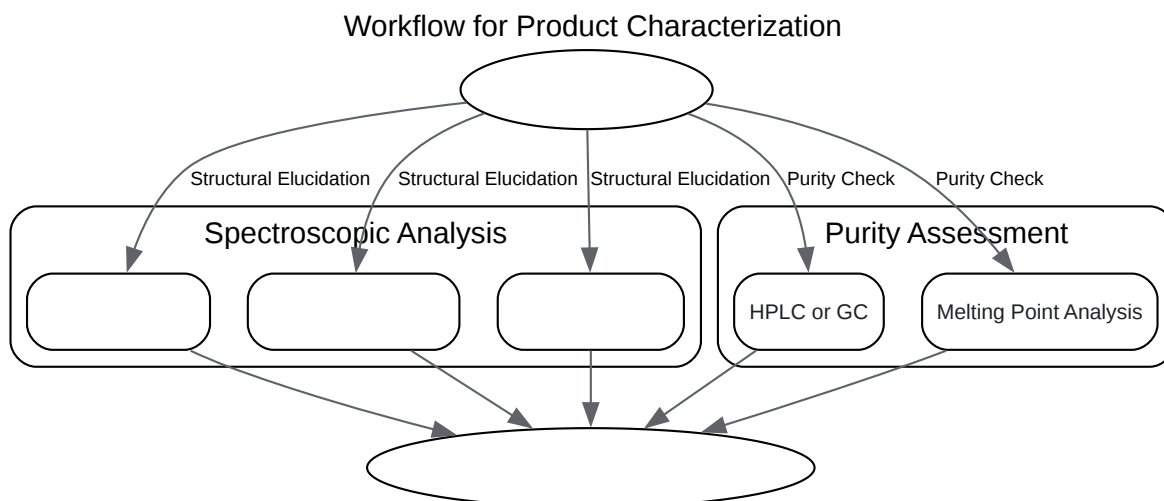 Workflow for Product Characterization
Structural Elucidation
Structural Elucidation
Structural Elucidation
Purity Check
Purity Check
Spectroscopic Analysis
Purity Assessment
HPLC or GC
Melting Point Analysis